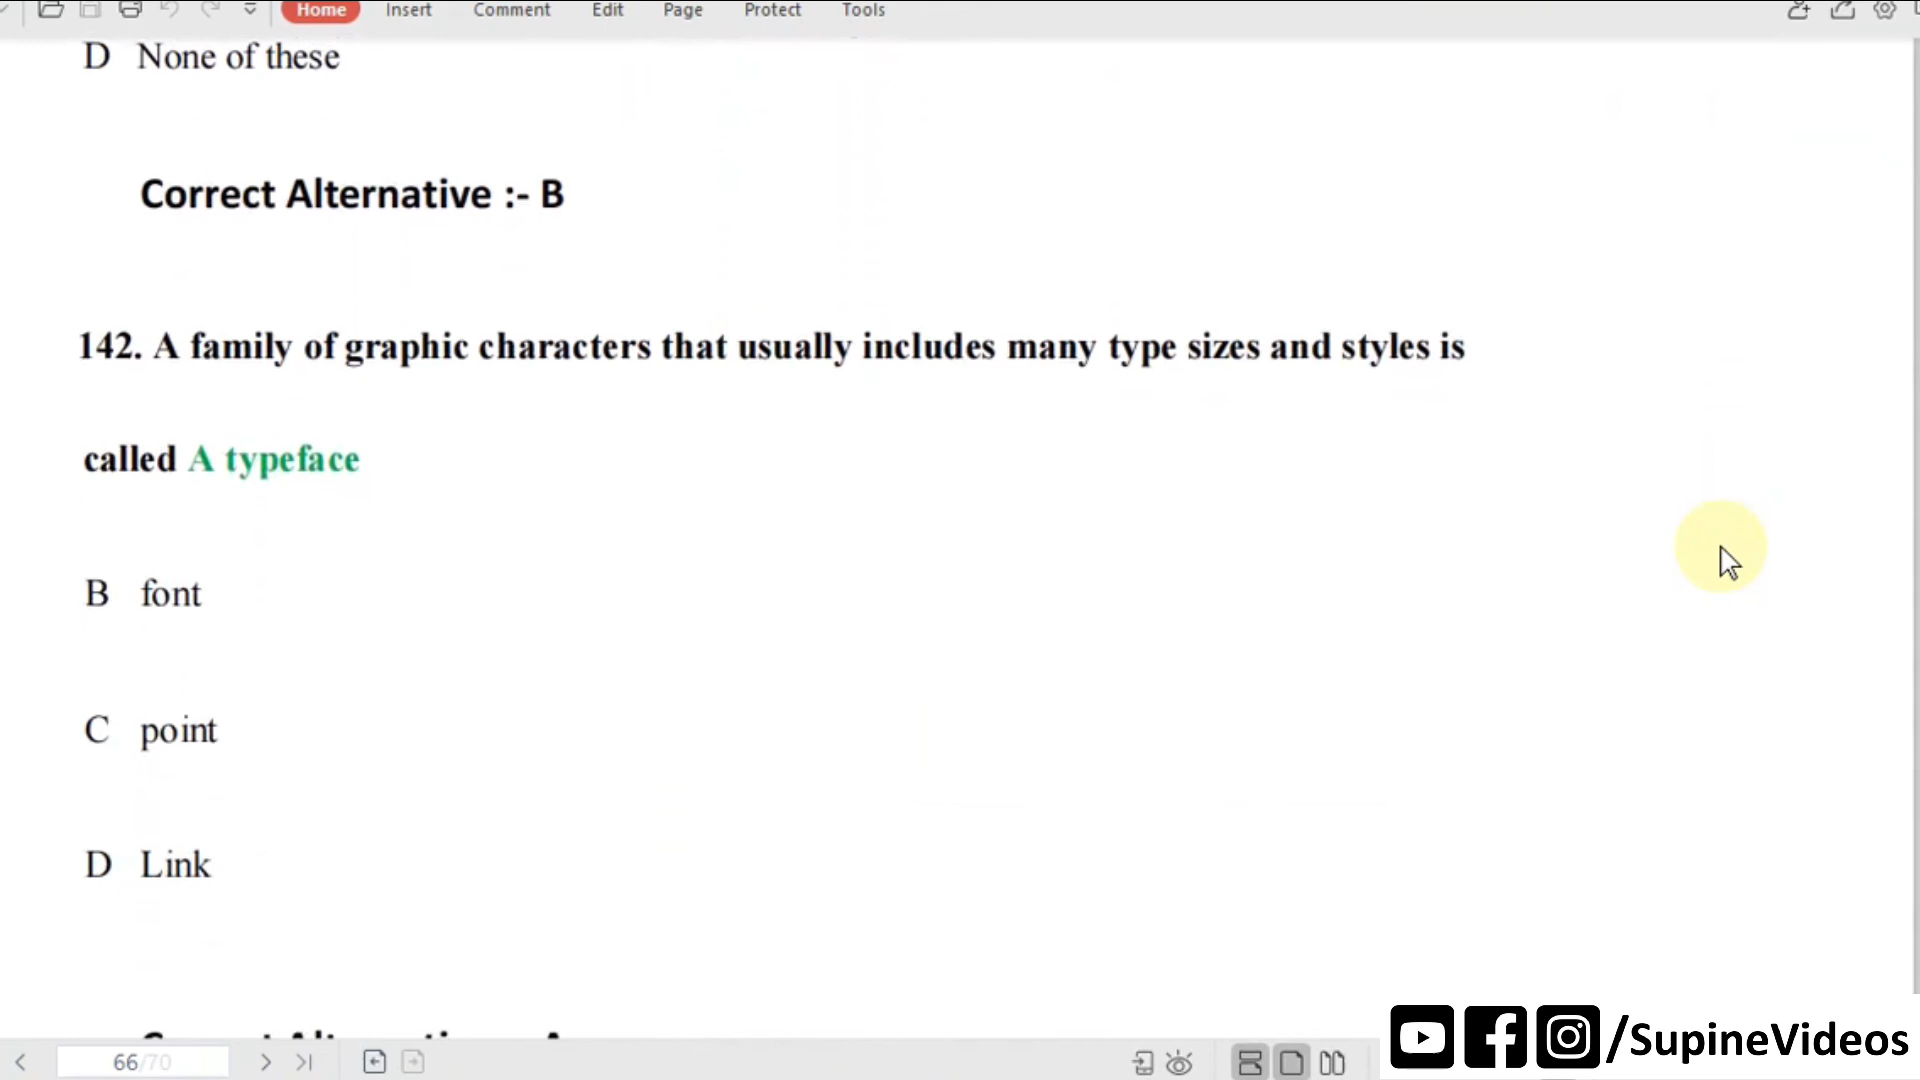 Home Insert Comment Edit Page Protect Tools
D None of these
Correct Alternative :- B
142. A family of graphic characters that usually includes many type sizes and styles is
called A typeface
B font
C point
D Link
66/70
/SupineVideos